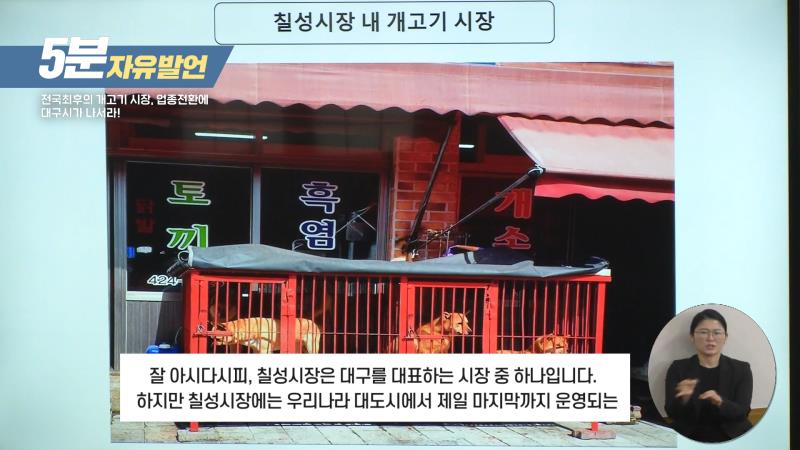 칠성시장 내 개고기 시장
5분 자유발언
전국최후의 개고기 시장, 업종전환에
대구시가 나서라!
토끼
닭발
흑염
개소
424-
잘 아시다시피, 칠성시장은 대구를 대표하는 시장 중 하나입니다.
하지만 칠성시장에는 우리나라 대도시에서 제일 마지막까지 운영되는